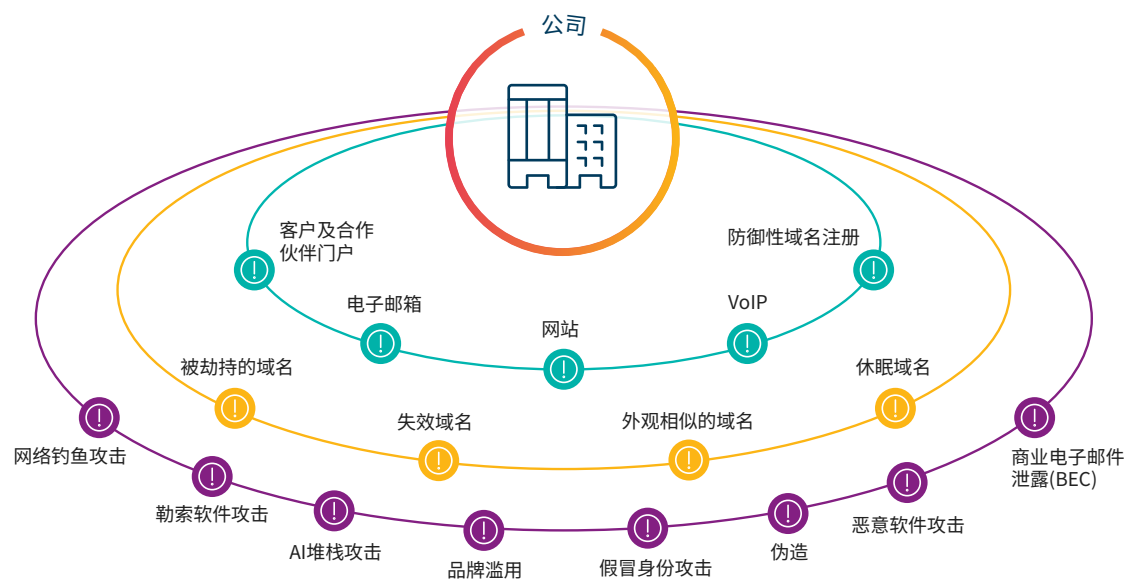 公司
客户及合作
伙伴门户
防御性域名注册
电子邮箱
VoIP
网站
被劫持的域名
休眠域名
失效域名
外观相似的域名
网络钓鱼攻击
商业电子邮件
泄露(BEC)
勒索软件攻击
恶意软件攻击
AI堆栈攻击
伪造
品牌滥用
假冒身份攻击